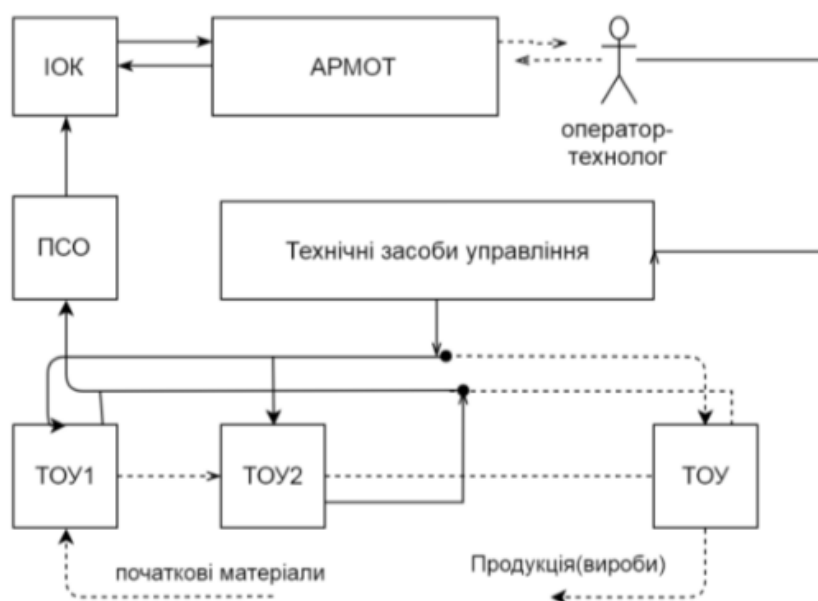 ІОК
АРМОТ
оператор-
технолог
ПСО
Технічні засоби управління
ТОУ1
ТОУ2
ТОУ
початкові матеріали
Продукція(вироби)